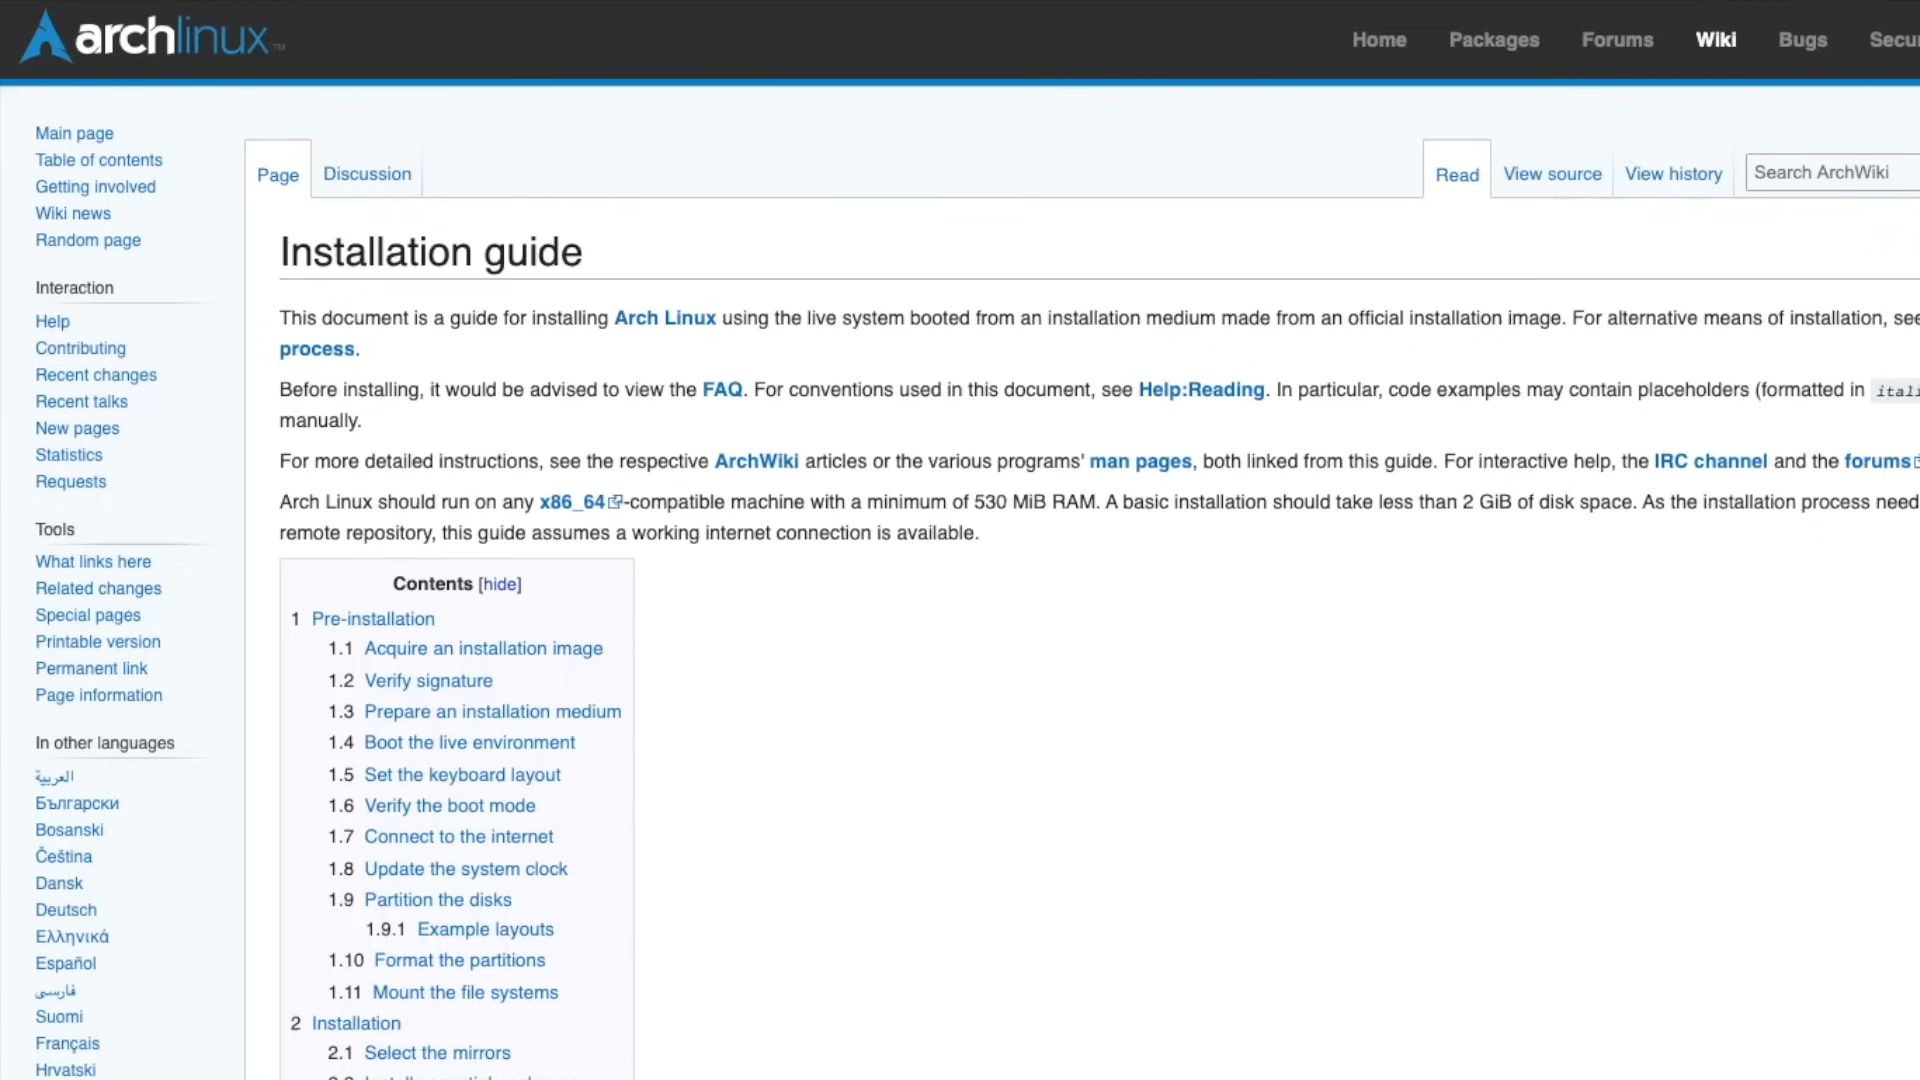 archlinux™
Home Packages Forums Wiki Bugs
Main page
Table of contents
Getting involved
Wiki news
Random page
Interaction
Help
Contributing
Recent changes
Recent talks
New pages
Statistics
Requests
Tools
What links here
Related changes
Special pages
Printable version
Permanent link
Page information
In other languages
العربية
Български
Bosanski
Čeština
Dansk
Deutsch
Ελληνικά
Español
فارسی
Suomi
Français
Hrvatski
Page Discussion
Read View source View history Search ArchWiki
Installation guide
This document is a guide for installing Arch Linux using the live system booted from an installation medium made from an official installation image. For alternative means of installation, see
process.
Before installing, it would be advised to view the FAQ. For conventions used in this document, see Help:Reading. In particular, code examples may contain placeholders (formatted in
manually.
For more detailed instructions, see the respective ArchWiki articles or the various programs' man pages, both linked from this guide. For interactive help, the IRC channel and the forums
Arch Linux should run on any x86_64-compatible machine with a minimum of 530 MiB RAM. A basic installation should take less than 2 GiB of disk space. As the installation process need
remote repository, this guide assumes a working internet connection is available.
Contents [hide]
1 Pre-installation
1.1 Acquire an installation image
1.2 Verify signature
1.3 Prepare an installation medium
1.4 Boot the live environment
1.5 Set the keyboard layout
1.6 Verify the boot mode
1.7 Connect to the internet
1.8 Update the system clock
1.9 Partition the disks
1.9.1 Example layouts
1.10 Format the partitions
1.11 Mount the file systems
2 Installation
2.1 Select the mirrors